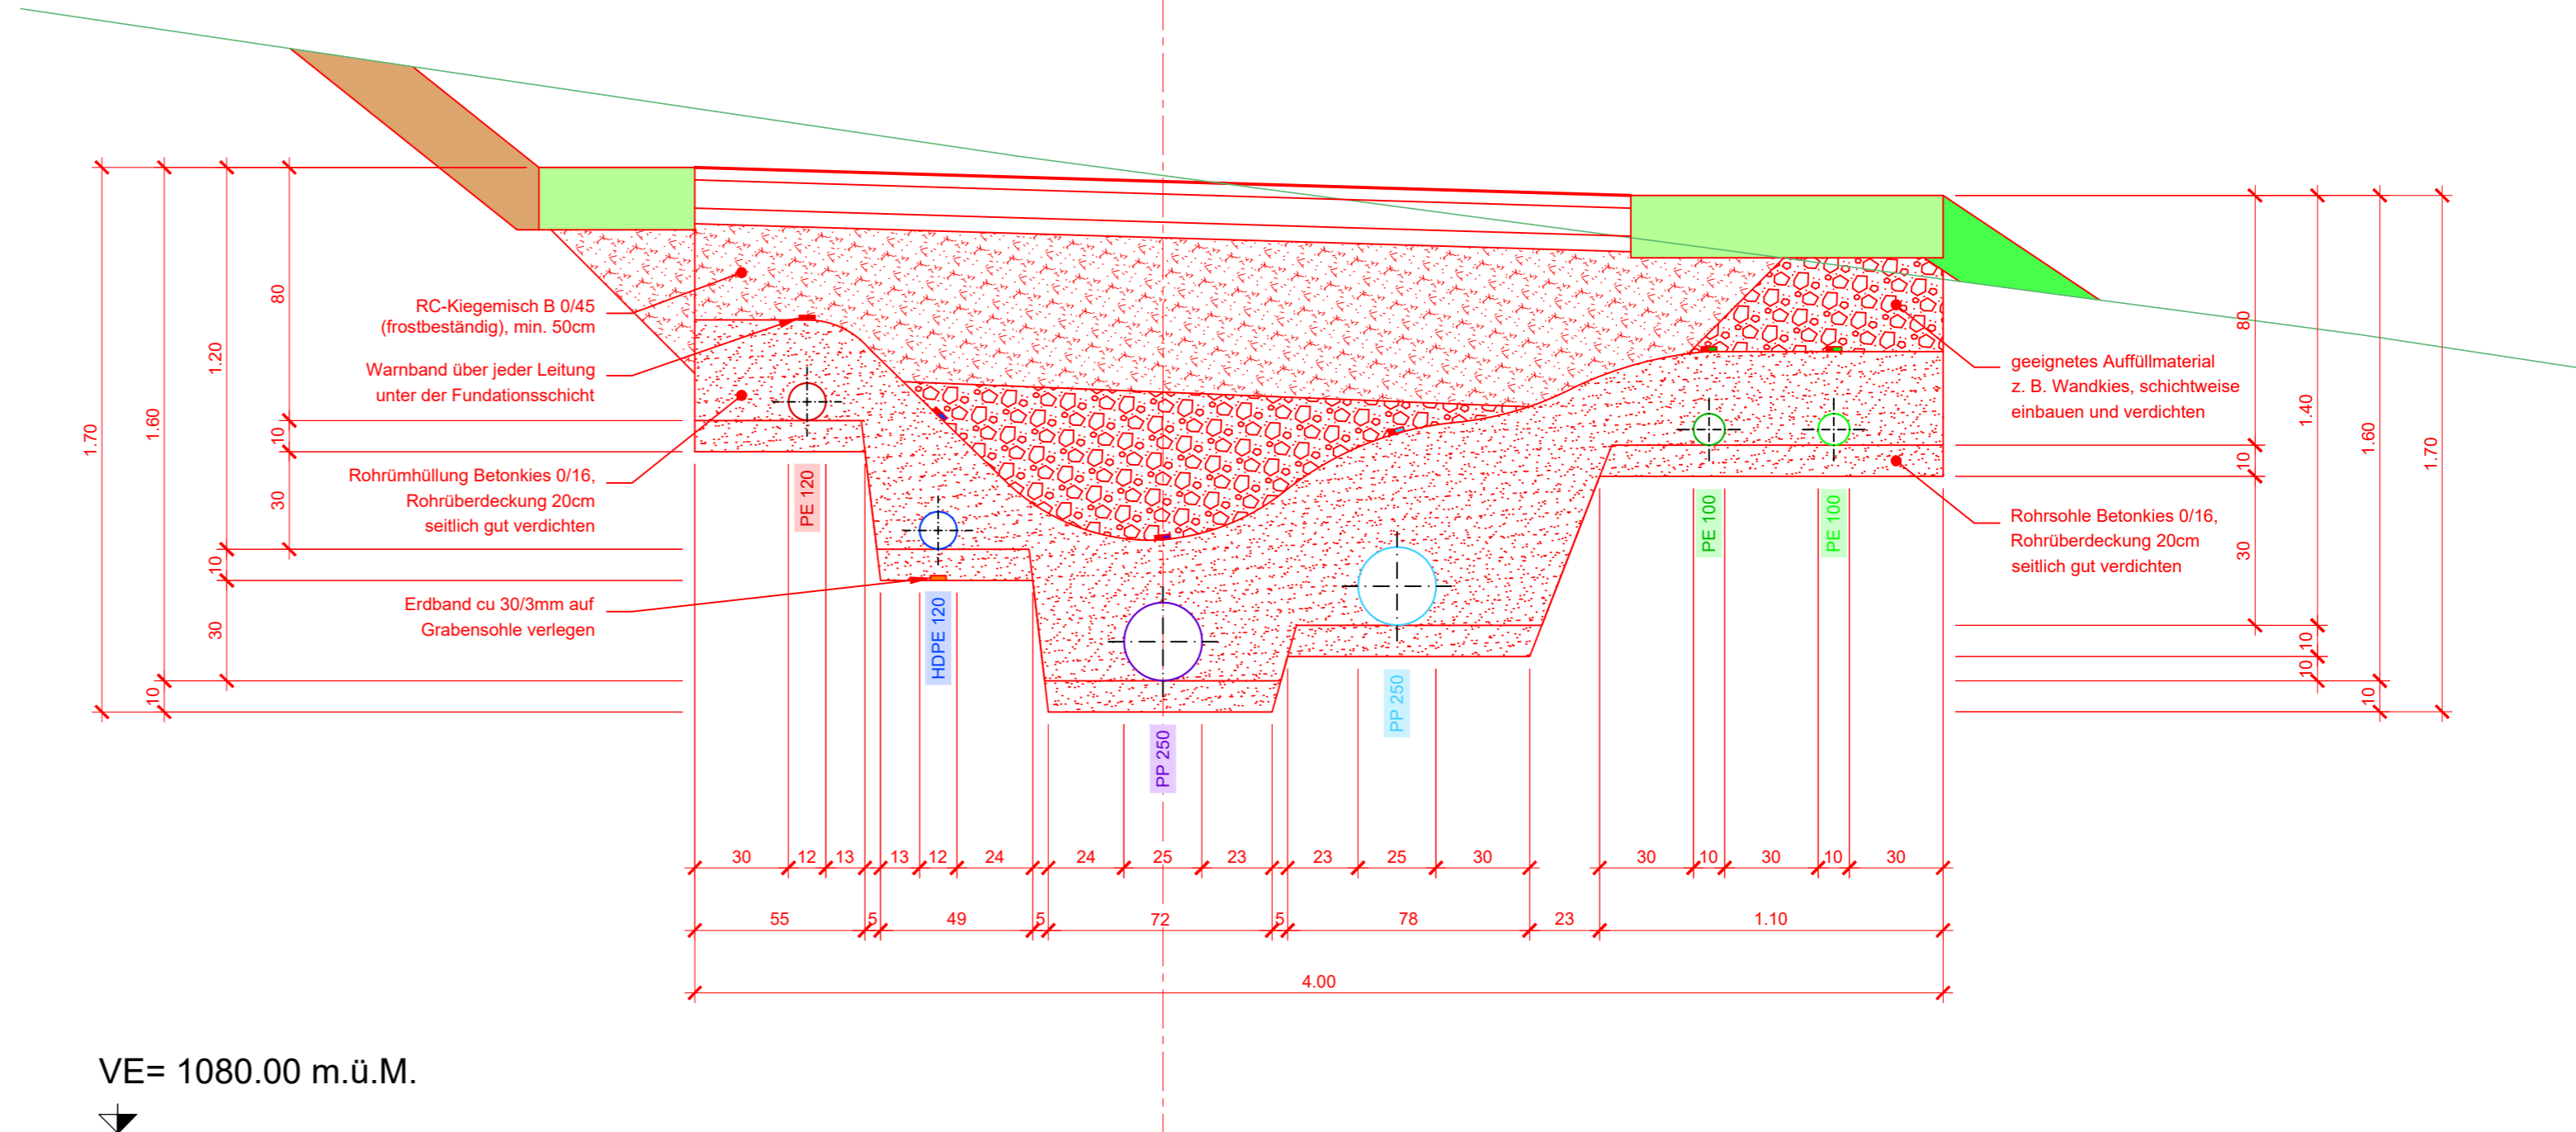 RC-Kiegemisch B 0/45
(frostbeständig), min. 50cm
Warnband über jeder Leitung
unter der Fundationsschicht
Rohrümhüllung Betonkies 0/16,
Rohrüberdeckung 20cm
seitlich gut verdichten
Erdband cu 30/3mm auf
Grabensohle verlegen
geeignetes Auffüllmaterial
z. B. Wandkies, schichtweise
einbauen und verdichten
Rohrsohle Betonkies 0/16,
Rohrüberdeckung 20cm
seitlich gut verdichten
1.70
1.60
10
1.20
10
30
80
10
30
80
10
30
1.40
10
10
1.60
10
1.70
PE 120
HDPE 120
PP 250
PP 250
PE 100
PE 100
30 12 13 13 12 24 24 25 23 23 25 30 30 10 30 10 30
55 5 49 5 72 5 78 23 1.10
4.00
VE= 1080.00 m.ü.M.